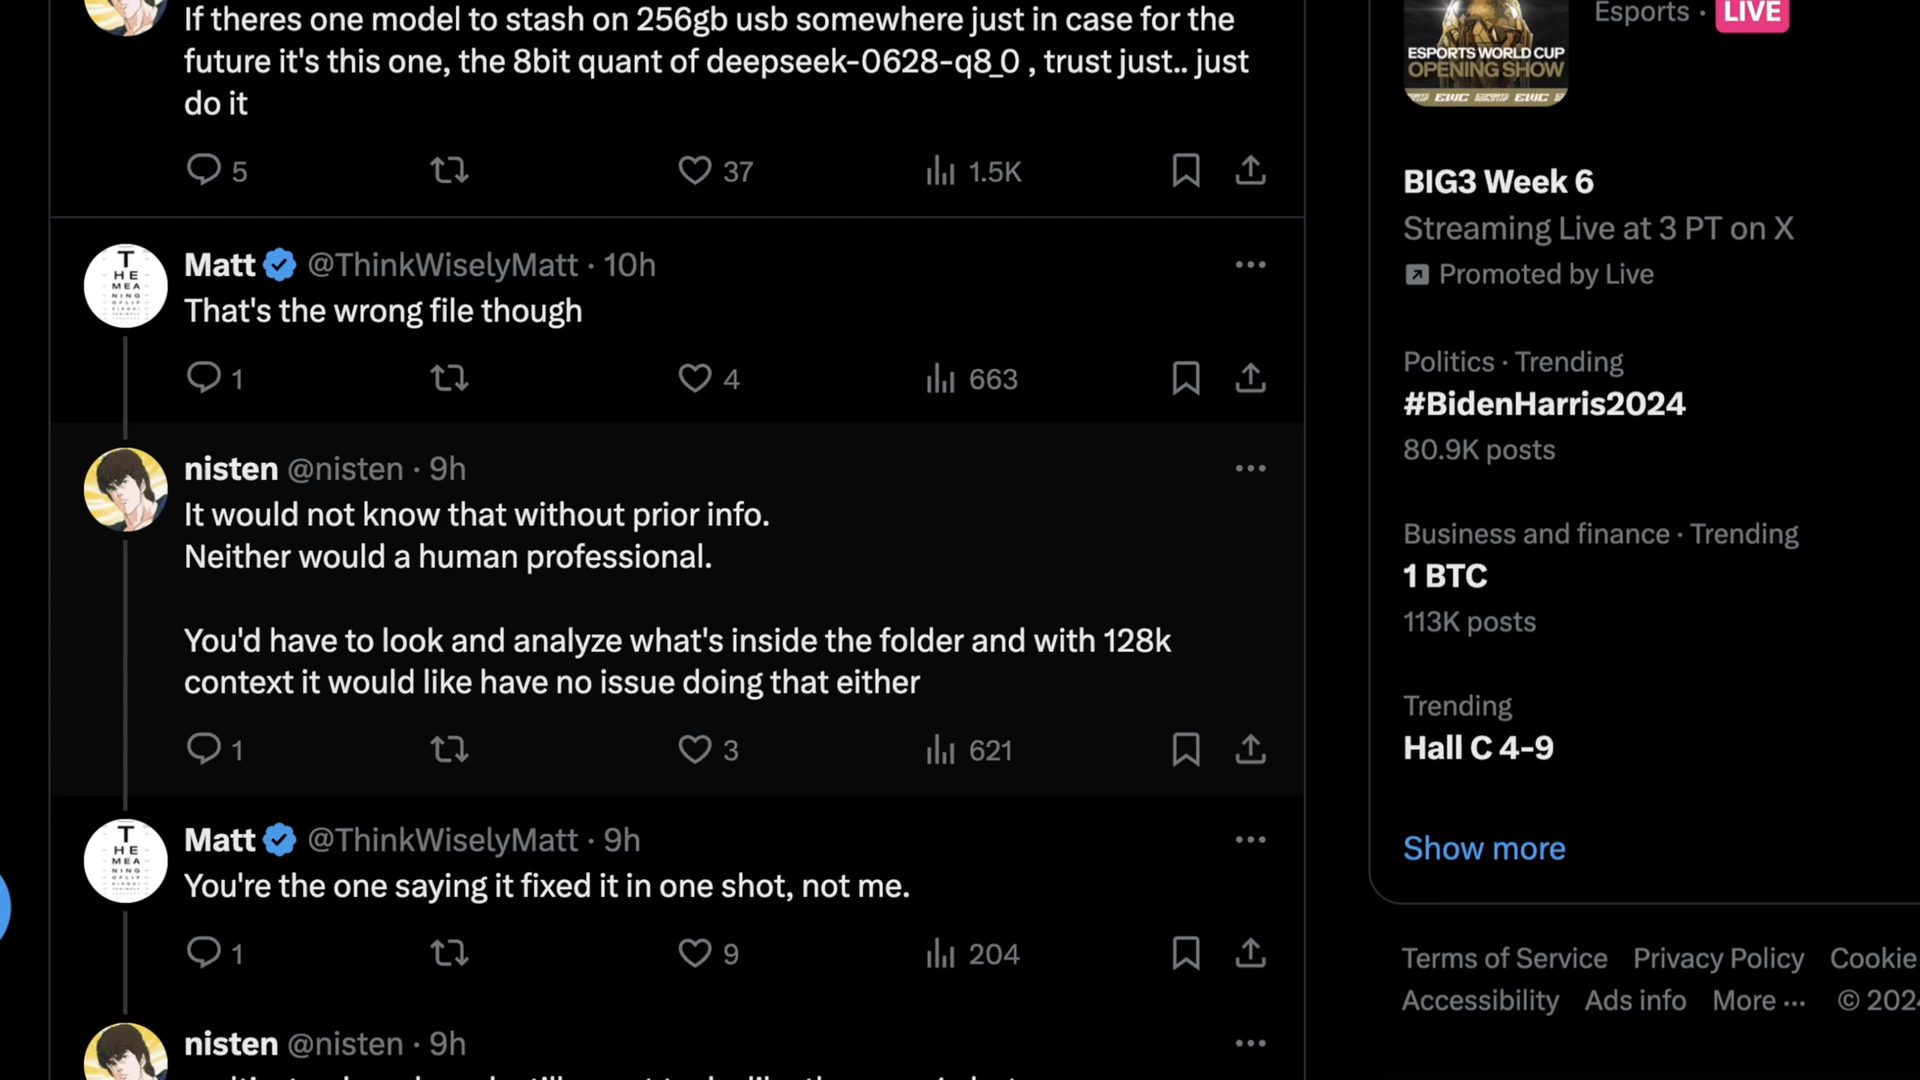 If theres one model to stash on 256gb usb somewhere just in case for the
future it's this one, the 8bit quant of deepseek-0628-q8_0 , trust just.. just
do it
5 37 1.5K
Matt @ThinkWiselyMatt · 10h
That's the wrong file though
1 4 663
nisten @nisten · 9h
It would not know that without prior info.
Neither would a human professional.
You'd have to look and analyze what's inside the folder and with 128k
context it would like have no issue doing that either
1 3 621
Matt @ThinkWiselyMatt · 9h
You're the one saying it fixed it in one shot, not me.
1 9 204
nisten @nisten · 9h
Esports · LIVE
ESPORTS WORLD CUP
OPENING SHOW
BIG3 Week 6
Streaming Live at 3 PT on X
Promoted by Live
Politics · Trending
#BidenHarris2024
80.9K posts
Business and finance · Trending
1 BTC
113K posts
Trending
Hall C 4-9
Show more
Terms of Service Privacy Policy Cookie
Accessibility Ads info More ··· © 202